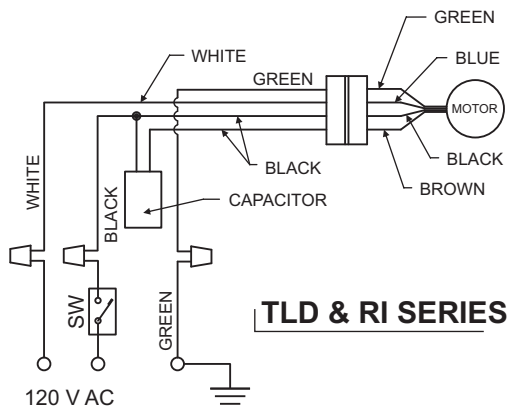 GREEN
WHITE
BLUE
GREEN
MOTOR
BLACK
BLACK
BROWN
CAPACITOR
WHITE
BLACK
SW
GREEN
TLD & RI SERIES
120 V AC